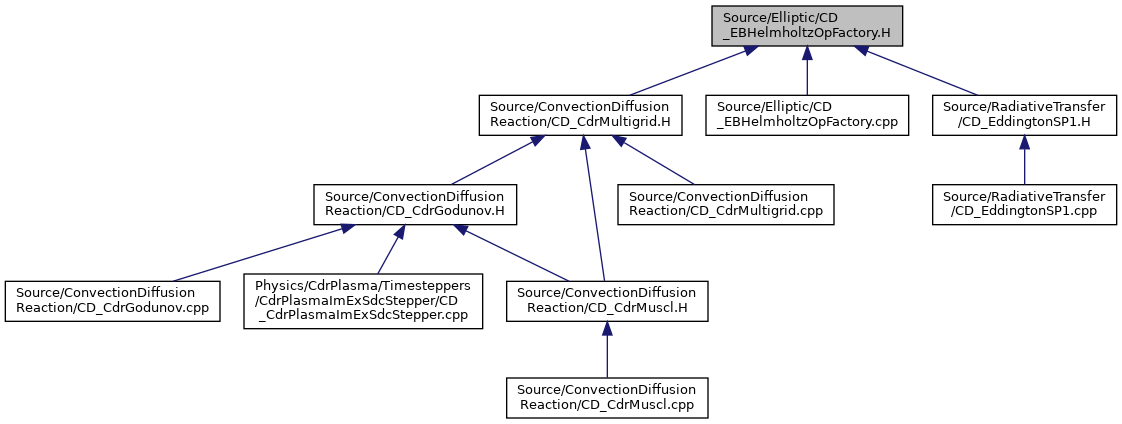 Source/Elliptic/CD
_EBHelmholtzOpFactory.H
Source/ConvectionDiffusion
Reaction/CD_CdrMultigrid.H
Source/Elliptic/CD
_EBHelmholtzOpFactory.cpp
Source/RadiativeTransfer
/CD_EddingtonSP1.H
Source/ConvectionDiffusion
Reaction/CD_CdrGodunov.H
Source/ConvectionDiffusion
Reaction/CD_CdrMultigrid.cpp
Source/RadiativeTransfer
/CD_EddingtonSP1.cpp
Source/ConvectionDiffusion
Reaction/CD_CdrGodunov.cpp
Physics/CdrPlasma/Timesteppers
/CdrPlasmaImExSdcStepper/CD
_CdrPlasmaImExSdcStepper.cpp
Source/ConvectionDiffusion
Reaction/CD_CdrMuscl.H
Source/ConvectionDiffusion
Reaction/CD_CdrMuscl.cpp